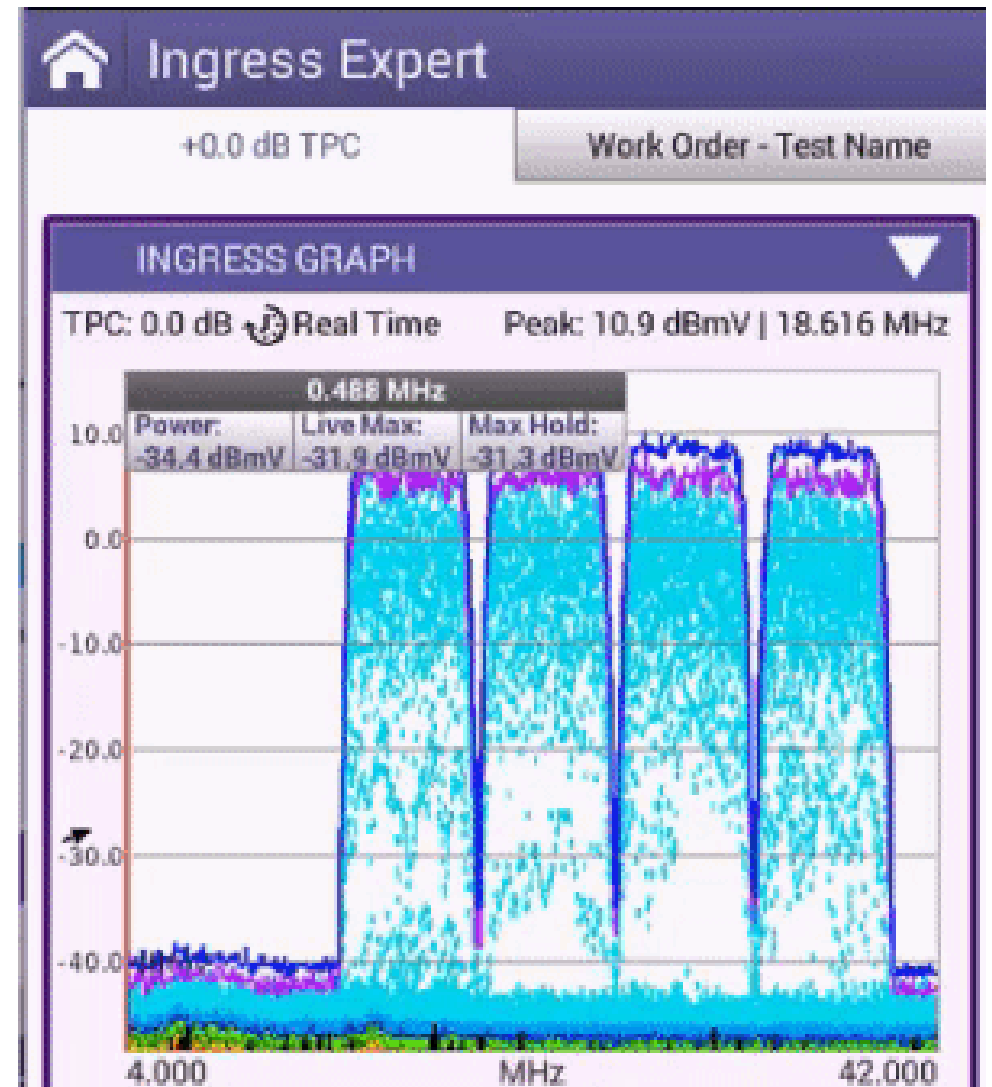 Ingress Expert
+0.0 dB TPC
Work Order - Test Name
INGRESS GRAPH
TPC: 0.0 dB Real Time Peak: 10.9 dBmV | 18.616 MHz
0.488 MHz
Power: Live Max: Max Hold:
-34.4 dBmV -31.9 dBmV -31.3 dBmV
10.0
0.0
-10.0
-20.0
-30.0
-40.0
4.000 MHz 42.000